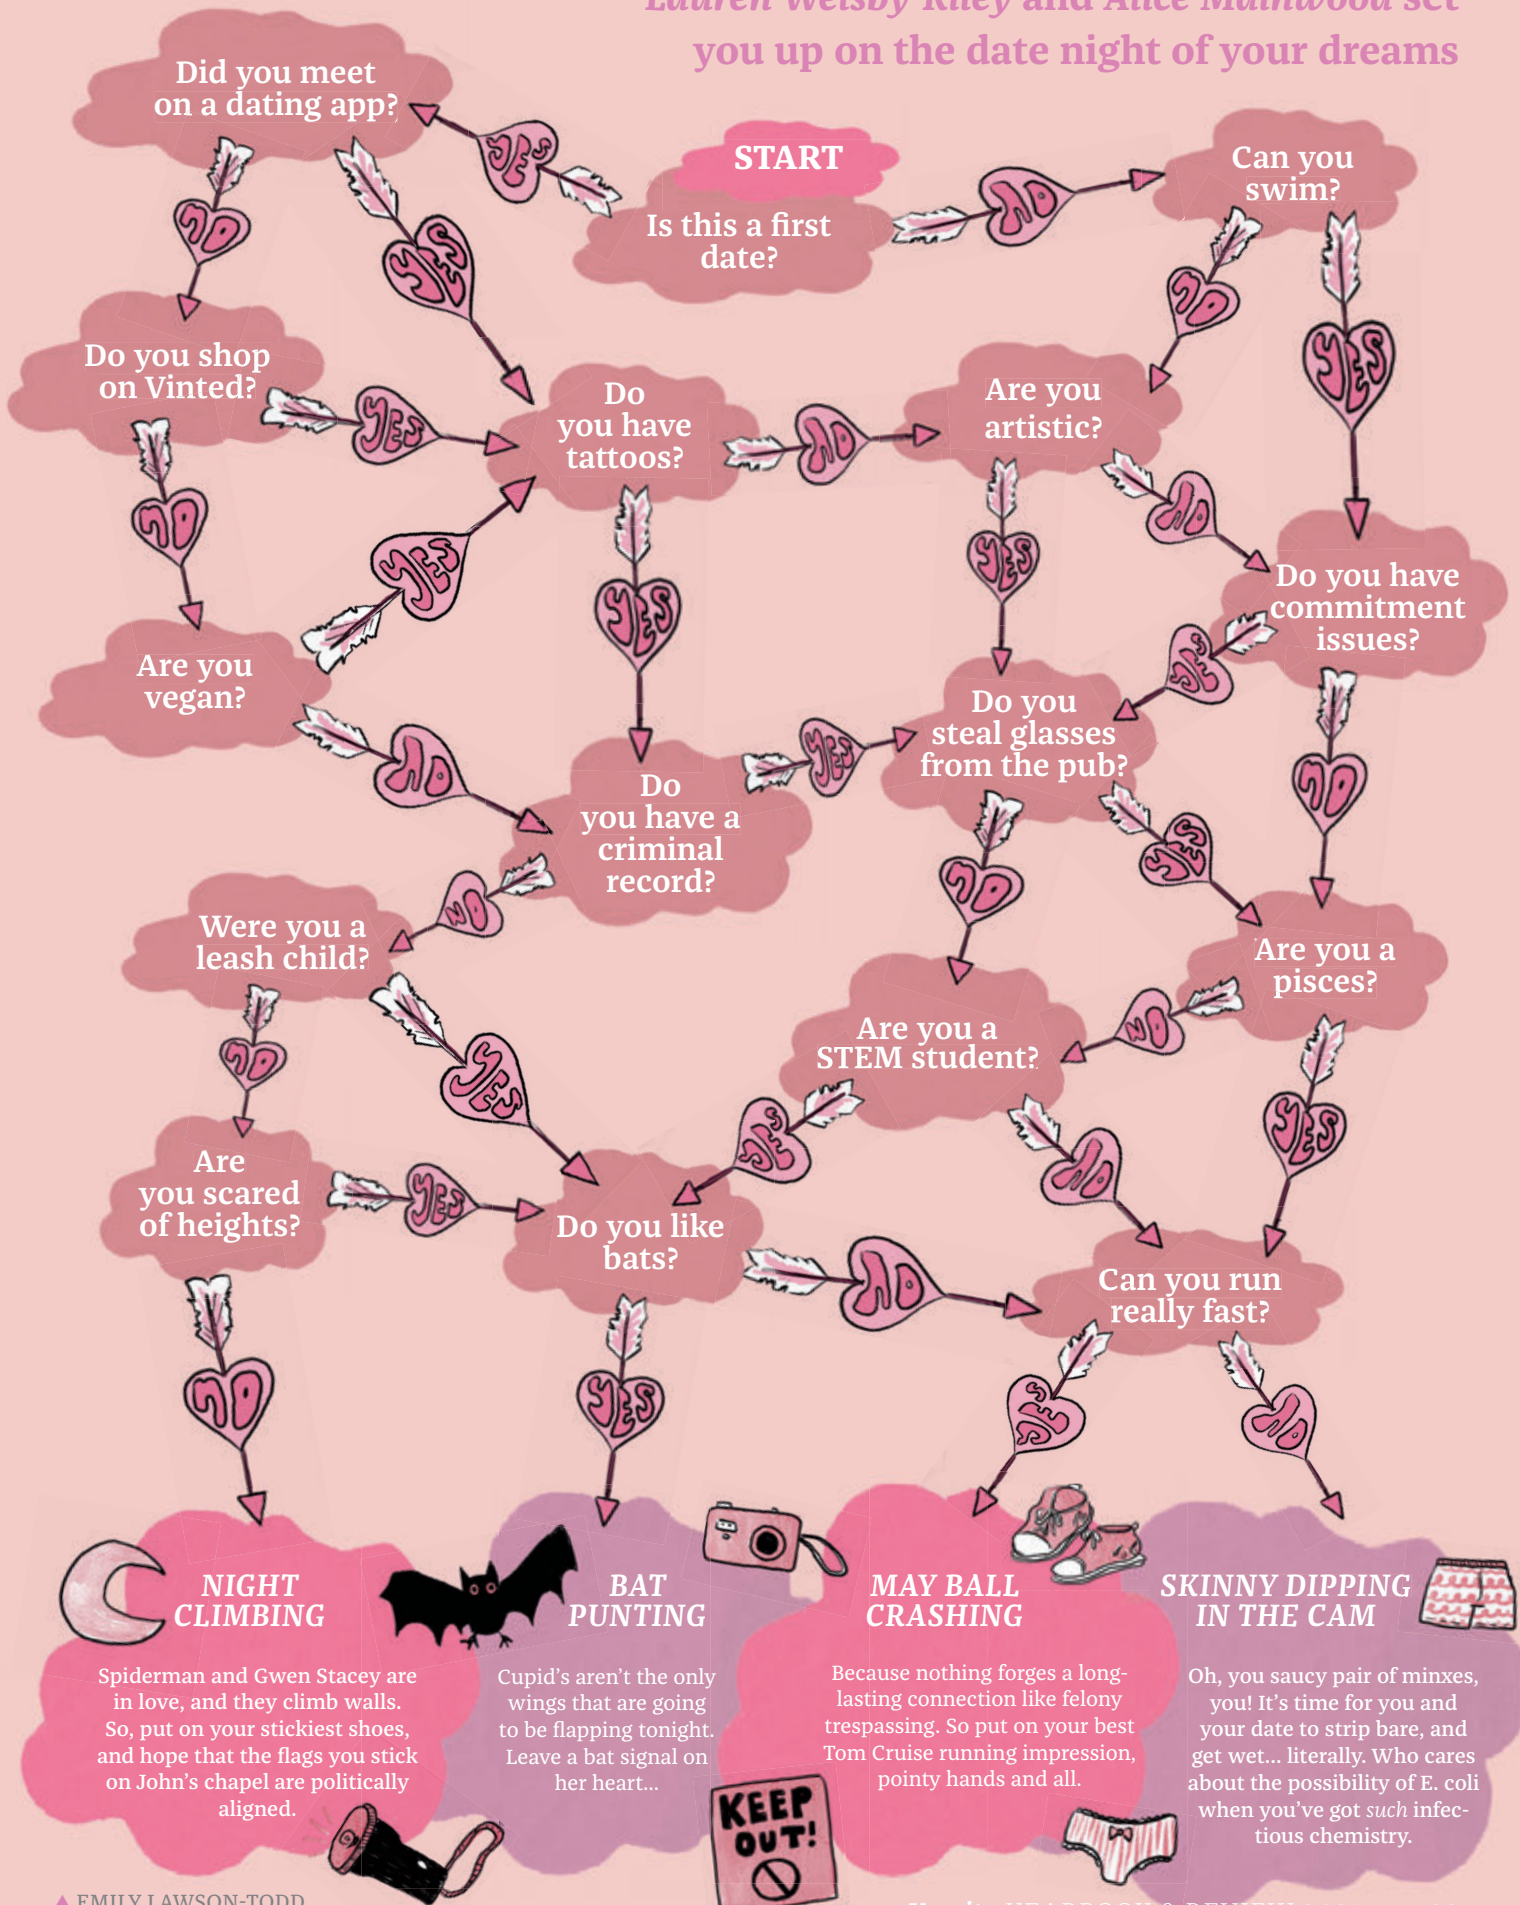 Lauren Welsby-Riley and Alice Mainwood set
you up on the date night of your dreams
Did you meet
on a dating app?
YES
START
Is this a first
date?
NO
Can you
swim?
NO
YES
NO
YES
Do you shop
on Vinted?
YES
Do
you have
tattoos?
NO
Are you
artistic?
NO
YES
YES
YES
NO
Do you have
commitment
issues?
Are you
vegan?
NO
Do
you have a
criminal
record?
YES
Do you
steal glasses
from the pub?
YES
NO
NO
NO
YES
Were you a
leash child?
NO
YES
Are you a
STEM student?
NO
Are you a
pisces?
YES
NO
YES
Are
you scared
of heights?
YES
Do you like
bats?
NO
Can you run
really fast?
NO
YES
YES
NO
NIGHT
CLIMBING
Spiderman and Gwen Stacey are
in love, and they climb walls.
So, put on your stickiest shoes,
and hope that the flags you stick
on John's chapel are politically
aligned.
BAT
PUNTING
Cupid's aren't the only
wings that are going
to be flapping tonight.
Leave a bat signal on
her heart...
MAY BALL
CRASHING
Because nothing forges a long-
lasting connection like felony
trespassing. So put on your best
Tom Cruise running impression,
pointy hands and all.
KEEP
OUT!
SKINNY DIPPING
IN THE CAM
Oh, you saucy pair of minxes,
you! It's time for you and
your date to strip bare, and
get wet... literally. Who cares
about the possibility of E. coli
when you've got such infec-
tious chemistry.
▲ EMILY LAWSON-TODD